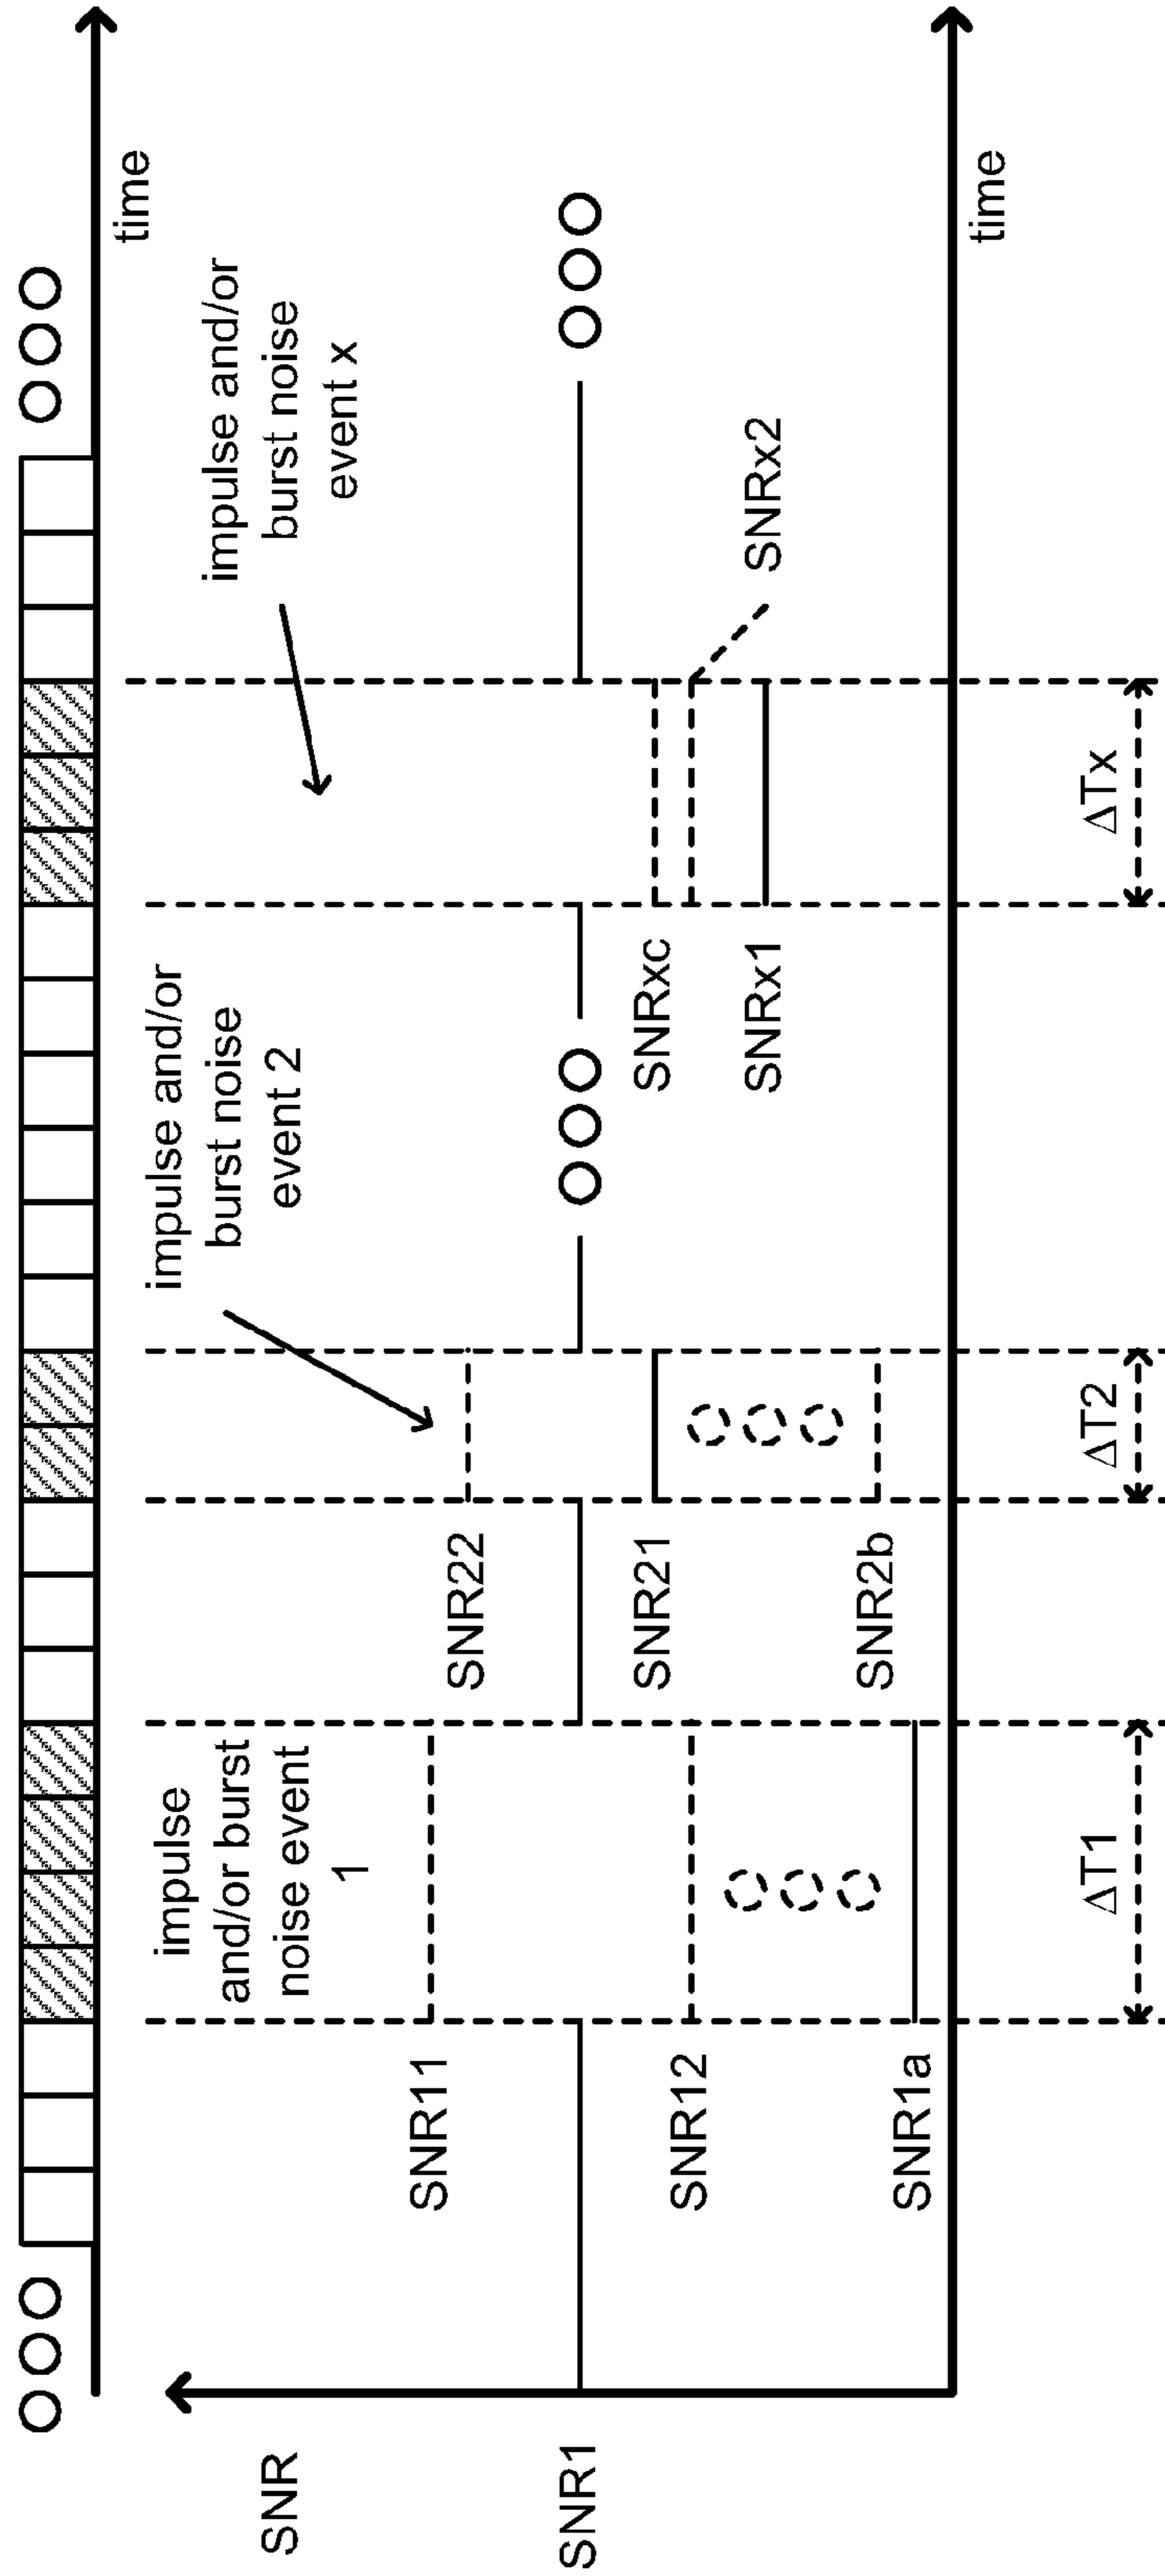 time
impulse
and/or burst
noise event
1
impulse and/or
burst noise
event 2
impulse and/or
burst noise
event x
SNR
SNR1
SNR11
SNR12
SNR1a
SNR22
SNR21
SNR2b
SNRxc
SNRx1
SNRx2
time
ΔT1
ΔT2
ΔTx